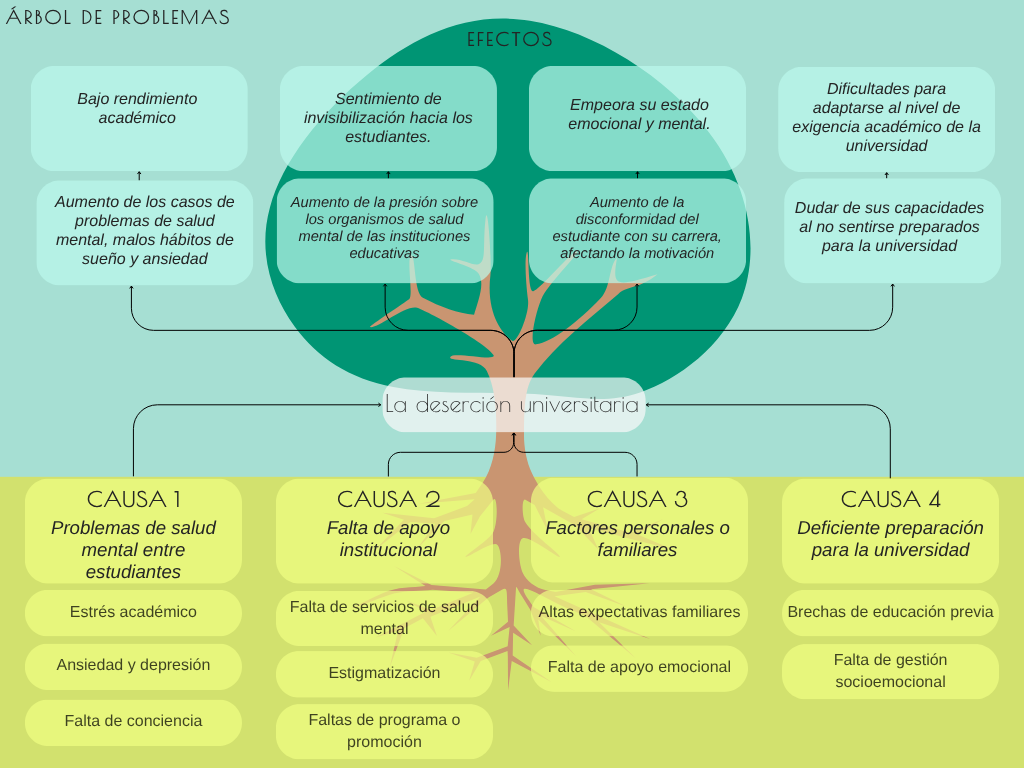 ÁRBOL DE PROBLEMAS
EFECTOS
Bajo rendimiento
académico
Sentimiento de
invisibilización hacia los
estudiantes.
Empeora su estado
emocional y mental.
Dificultades para
adaptarse al nivel de
exigencia académico de la
universidad
Aumento de los casos de
problemas de salud
mental, malos hábitos de
sueño y ansiedad
Aumento de la presión sobre
los organismos de salud
mental de las instituciones
educativas
Aumento de la
disconformidad del
estudiante con su carrera,
afectando la motivación
Dudar de sus capacidades
al no sentirse preparados
para la universidad
La deserción universitaria
CAUSA 1
Problemas de salud
mental entre
estudiantes
Estrés académico
Ansiedad y depresión
Falta de conciencia
CAUSA 2
Falta de apoyo
institucional
Falta de servicios de salud
mental
Estigmatización
Faltas de programa o
promoción
CAUSA 3
Factores personales o
familiares
Altas expectativas familiares
Falta de apoyo emocional
CAUSA 4
Deficiente preparación
para la universidad
Brechas de educación previa
Falta de gestión
socioemocional